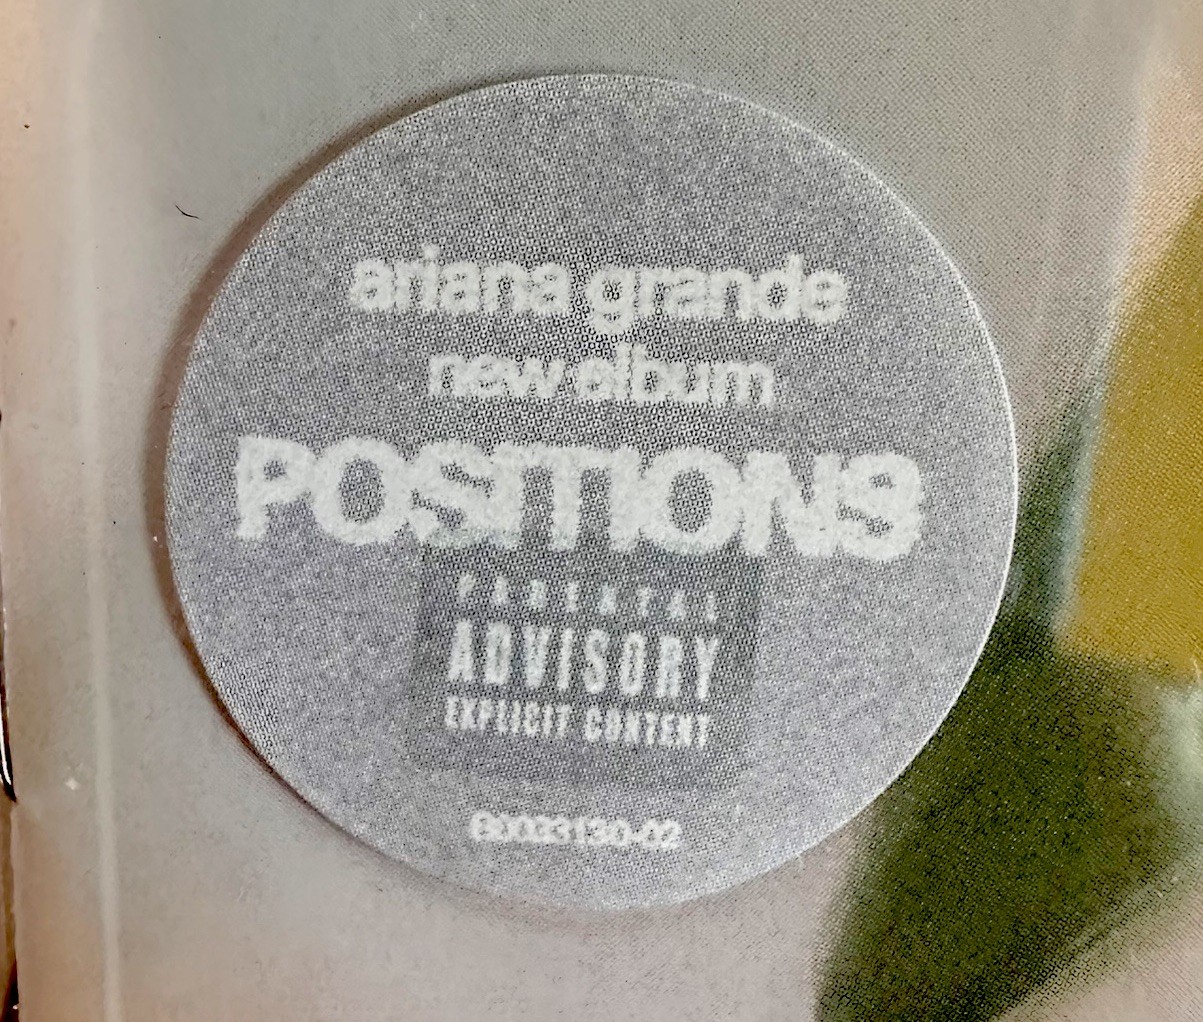 ariana grande
new album
POSITIONS
PARENTAL
ADVISORY
EXPLICIT CONTENT
B0033130-02